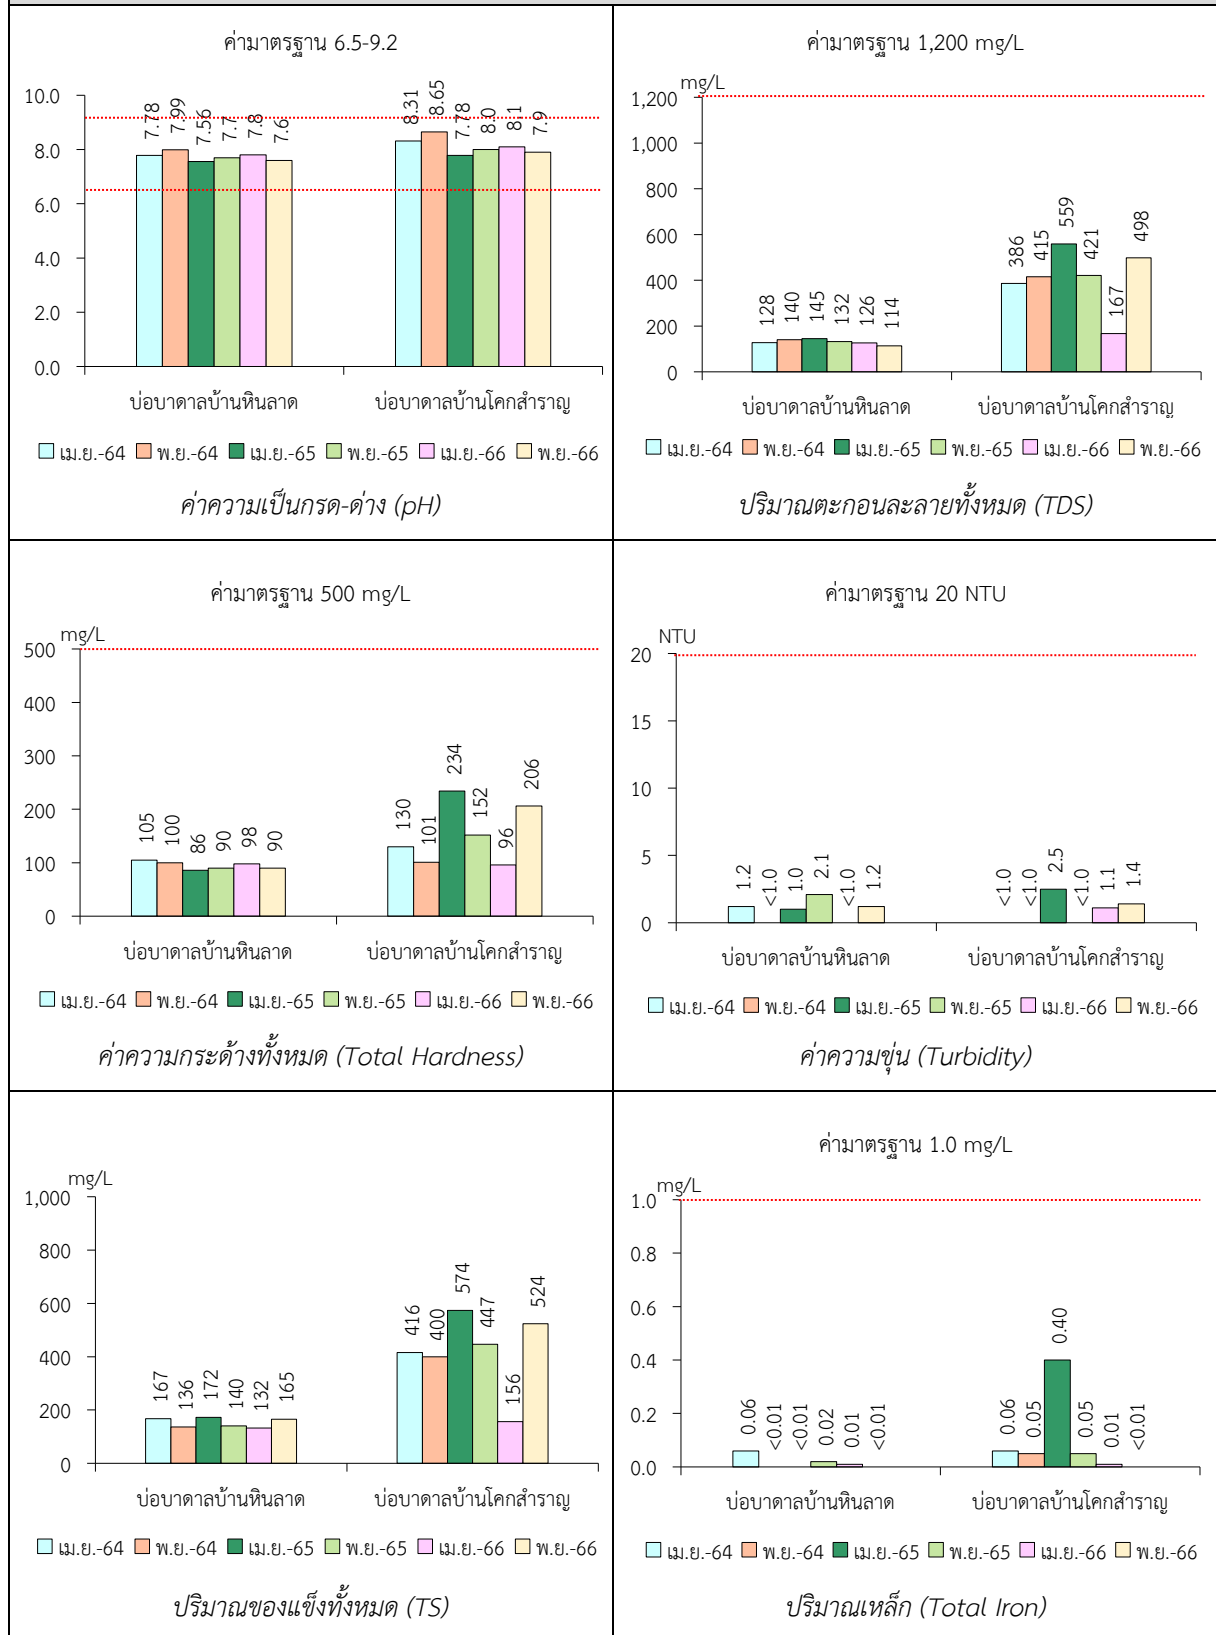 ค่ามาตรฐาน 6.5-9.2
10.0
8.0
6.0
4.0
2.0
0.0
7.78 7.99 7.56 7.7 7.8 7.6
8.31 8.65 7.78 8.0 8.1 7.9
บ่อบาดาลบ้านหินลาด บ่อบาดาลบ้านโคกสำราญ
เม.ย.-64 พ.ย.-64 เม.ย.-65 พ.ย.-65 เม.ย.-66 พ.ย.-66
ค่าความเป็นกรด-ด่าง (pH)
ค่ามาตรฐาน 1,200 mg/L
mg/L
1,200
1,000
800
600
400
200
0
128 140 145 132 126 114
386 415 559 421 167 498
บ่อบาดาลบ้านหินลาด บ่อบาดาลบ้านโคกสำราญ
เม.ย.-64 พ.ย.-64 เม.ย.-65 พ.ย.-65 เม.ย.-66 พ.ย.-66
ปริมาณตะกอนละลายทั้งหมด (TDS)
ค่ามาตรฐาน 500 mg/L
mg/L
500
400
300
200
100
0
105 100 86 90 98 90
130 101 234 152 96 206
บ่อบาดาลบ้านหินลาด บ่อบาดาลบ้านโคกสำราญ
เม.ย.-64 พ.ย.-64 เม.ย.-65 พ.ย.-65 เม.ย.-66 พ.ย.-66
ค่าความกระด้างทั้งหมด (Total Hardness)
ค่ามาตรฐาน 20 NTU
NTU
20
15
10
5
0
1.2 <1.0 1.0 2.1 <1.0 1.2
<1.0 <1.0 2.5 <1.0 1.1 1.4
บ่อบาดาลบ้านหินลาด บ่อบาดาลบ้านโคกสำราญ
เม.ย.-64 พ.ย.-64 เม.ย.-65 พ.ย.-65 เม.ย.-66 พ.ย.-66
ค่าความขุ่น (Turbidity)
mg/L
1,000
800
600
400
200
0
167 136 172 140 132 165
416 400 574 447 156 524
บ่อบาดาลบ้านหินลาด บ่อบาดาลบ้านโคกสำราญ
เม.ย.-64 พ.ย.-64 เม.ย.-65 พ.ย.-65 เม.ย.-66 พ.ย.-66
ปริมาณของแข็งทั้งหมด (TS)
ค่ามาตรฐาน 1.0 mg/L
mg/L
1.0
0.8
0.6
0.4
0.2
0.0
0.06 <0.01 <0.01 0.02 0.01 <0.01
0.06 0.05 0.40 0.05 0.01 <0.01
บ่อบาดาลบ้านหินลาด บ่อบาดาลบ้านโคกสำราญ
เม.ย.-64 พ.ย.-64 เม.ย.-65 พ.ย.-65 เม.ย.-66 พ.ย.-66
ปริมาณเหล็ก (Total Iron)